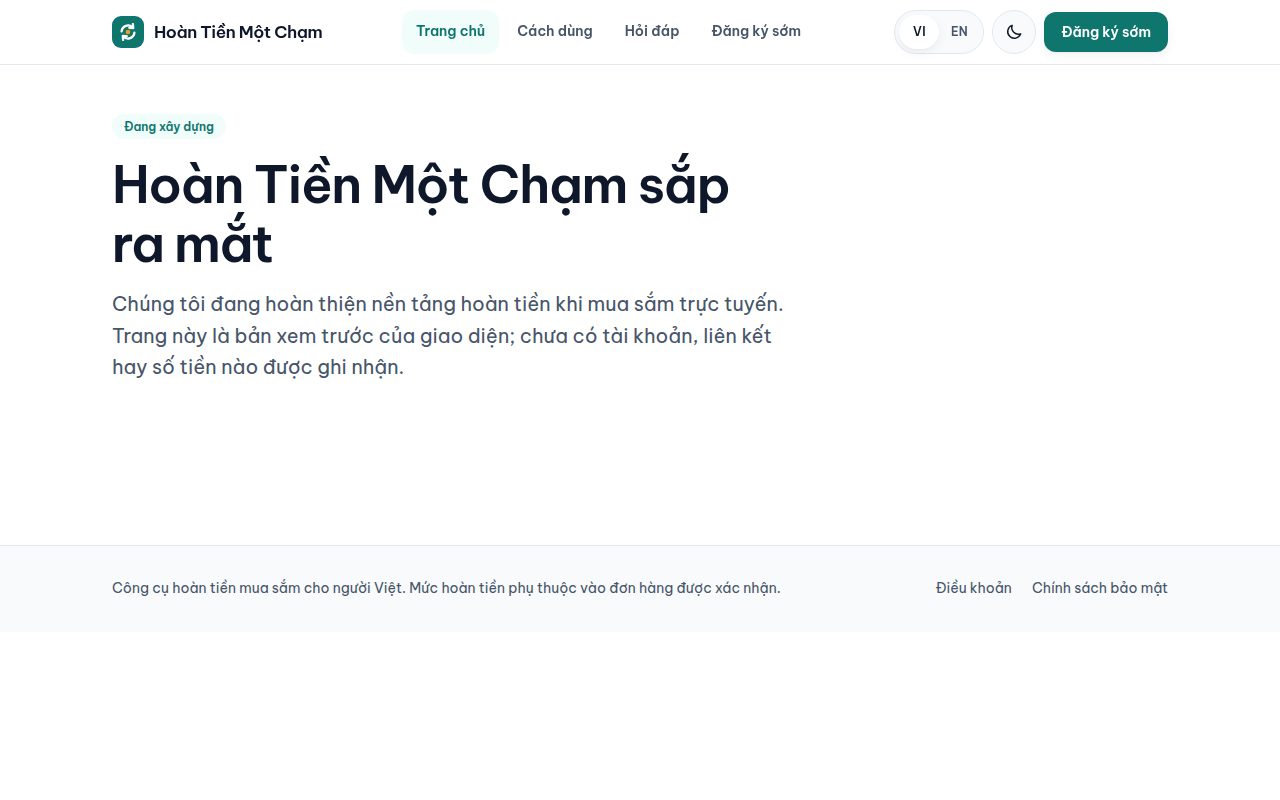 Hoàn Tiền Một Chạm
Trang chủ
Cách dùng
Hỏi đáp
Đăng ký sớm
VI
EN
Đăng ký sớm
Đang xây dựng
Hoàn Tiền Một Chạm sắp
ra mắt
Chúng tôi đang hoàn thiện nền tảng hoàn tiền khi mua sắm trực tuyến.
Trang này là bản xem trước của giao diện; chưa có tài khoản, liên kết
hay số tiền nào được ghi nhận.
Công cụ hoàn tiền mua sắm cho người Việt. Mức hoàn tiền phụ thuộc vào đơn hàng được xác nhận.
Điều khoản
Chính sách bảo mật